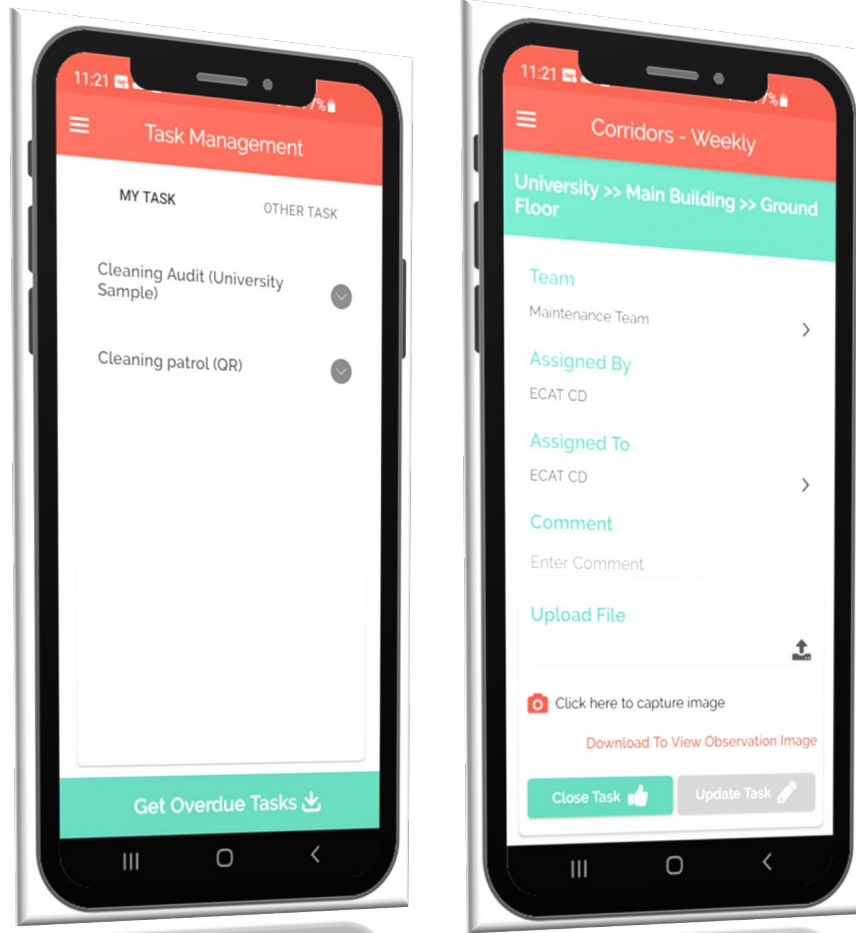 11:21
Task Management
MY TASK
OTHER TASK
Cleaning Audit (University
Sample)
Cleaning patrol (QR)
Get Overdue Tasks
11:21
Corridors - Weekly
University >> Main Building >> Ground
Floor
Team
Maintenance Team
Assigned By
ECAT CD
Assigned To
ECAT CD
Comment
Enter Comment
Upload File
Click here to capture image
Download To View Observation Image
Close Task
Update Task